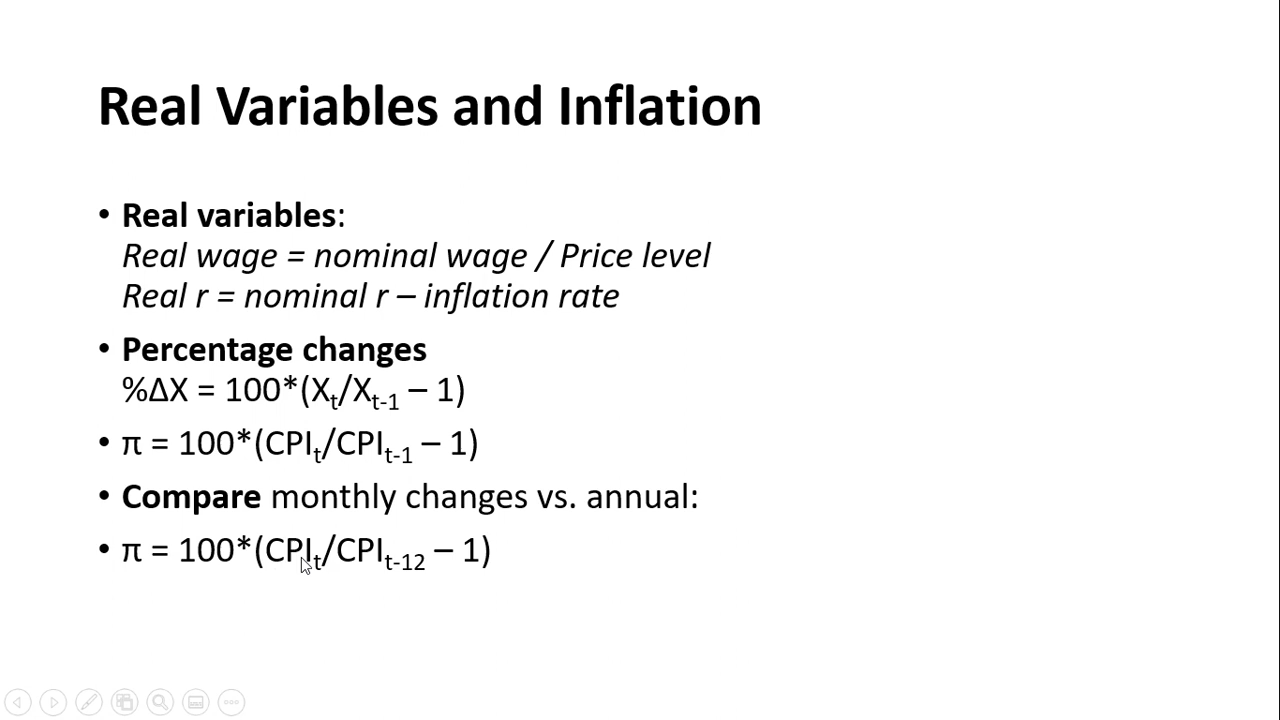 Real Variables and Inflation
• Real variables:
Real wage = nominal wage / Price level
Real r = nominal r – inflation rate
• Percentage changes
%ΔX = 100*(Xₜ/Xₜ₋₁ – 1)
• π = 100*(CPIₜ/CPIₜ₋₁ – 1)
• Compare monthly changes vs. annual:
• π = 100*(CPIₜ/CPIₜ₋₁₂ – 1)